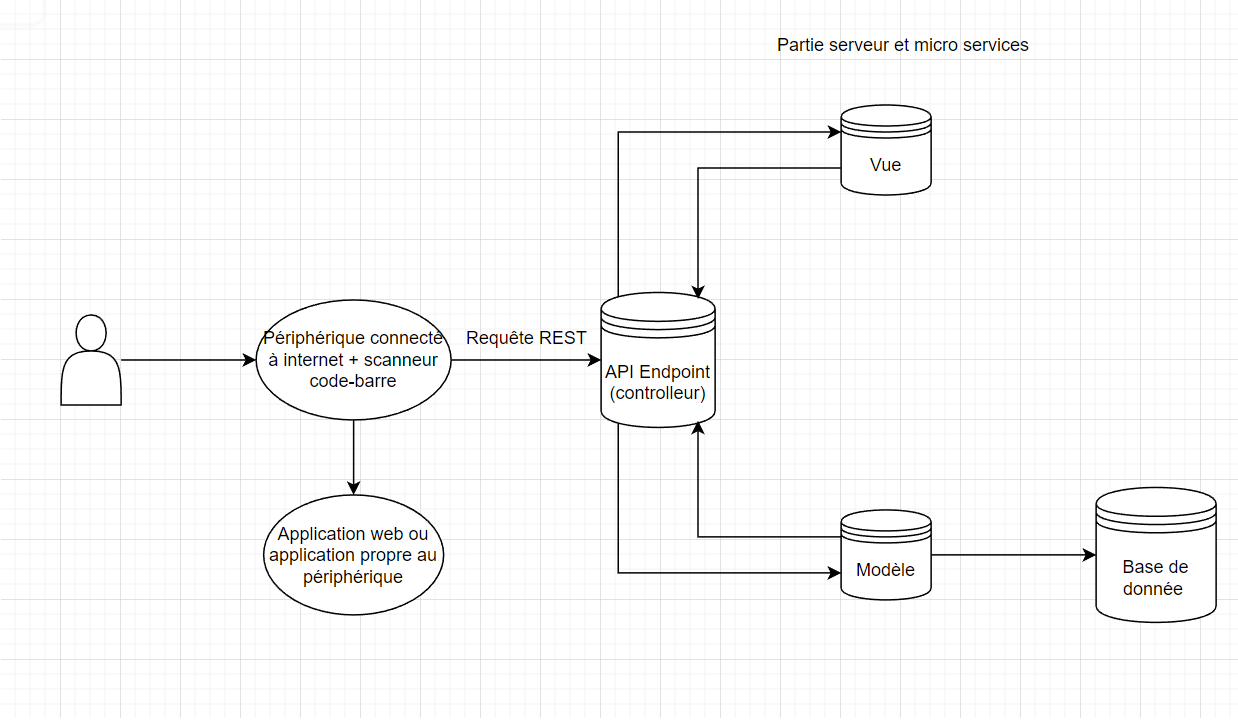 Partie serveur et micro services
Vue
Périphérique connecté
à internet + scanneur
code-barre
Requête REST
API Endpoint
(controlleur)
Application web ou
application propre au
périphérique
Modèle
Base de
donnée